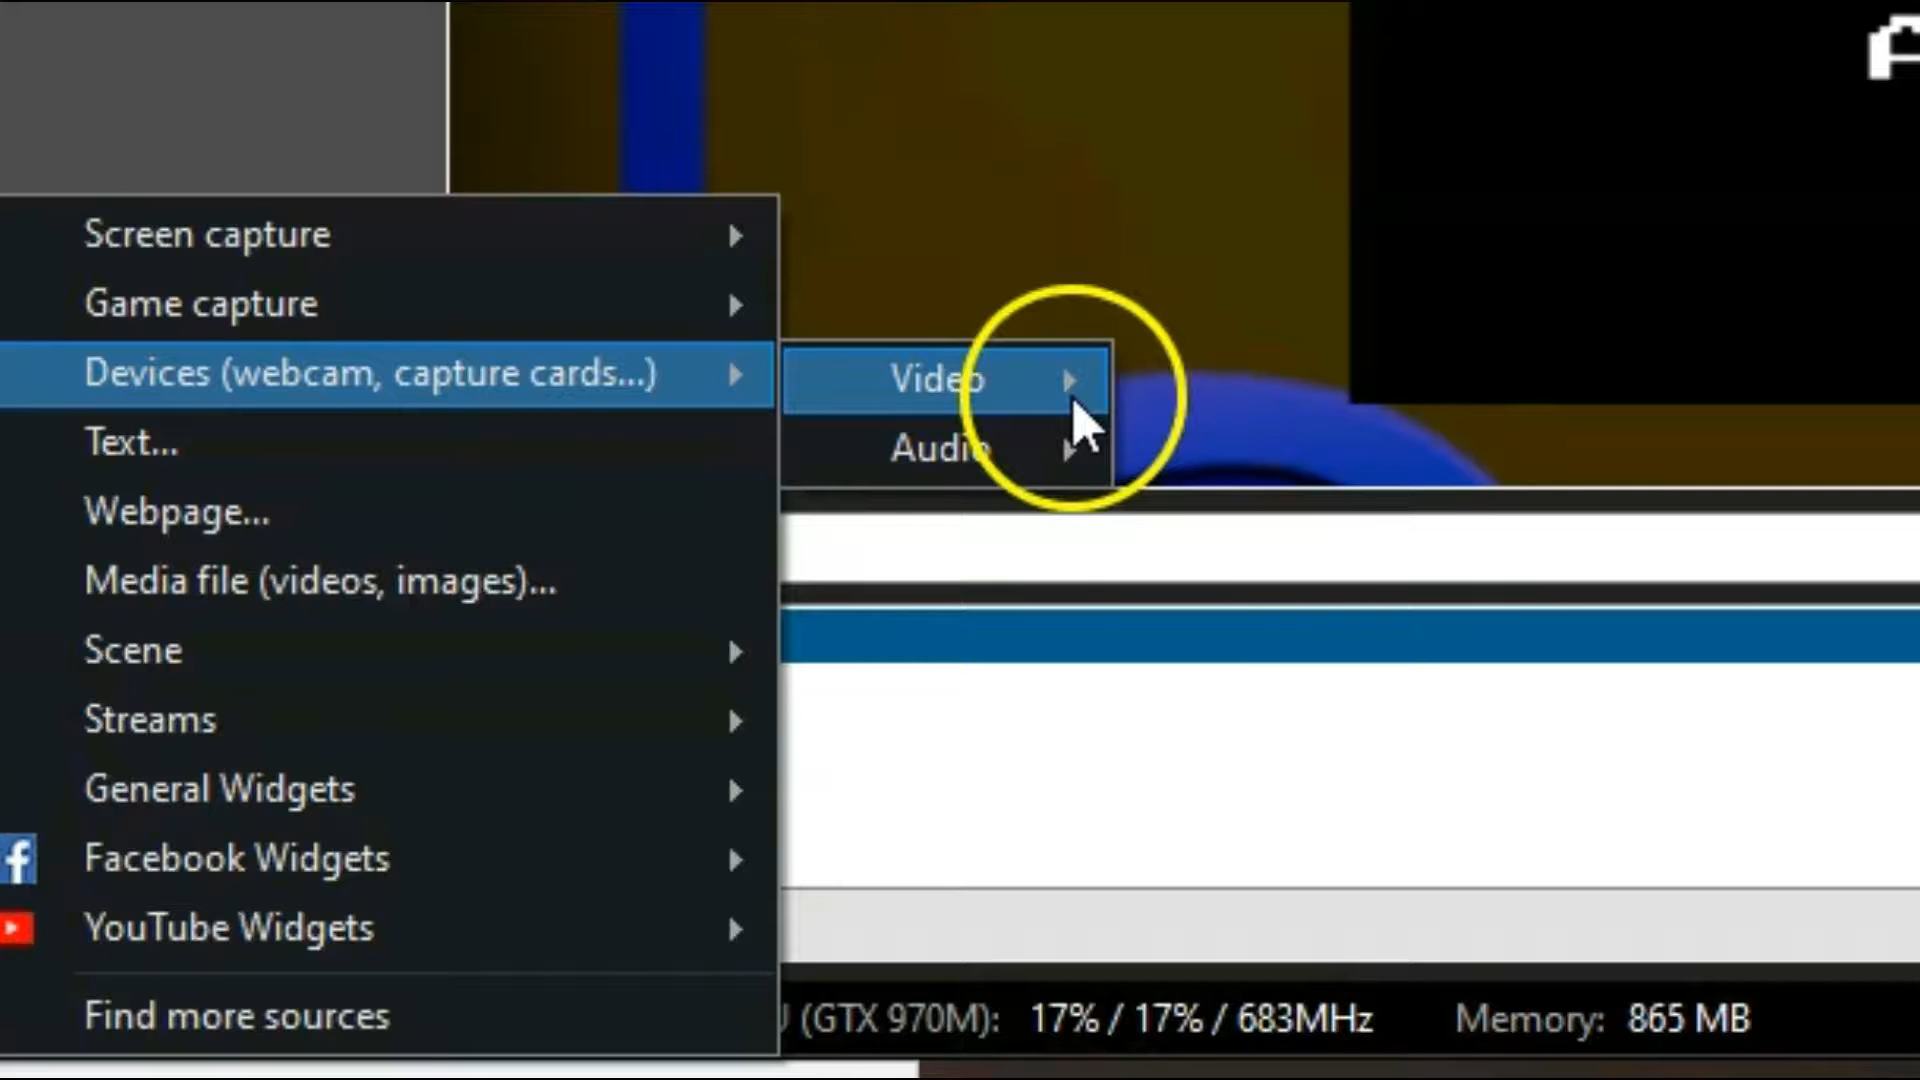 Screen capture
Game capture
Devices (webcam, capture cards...)
Video
Audio
Text...
Webpage...
Media file (videos, images)...
Scene
Streams
General Widgets
Facebook Widgets
YouTube Widgets
Find more sources
(GTX 970M): 17% / 17% / 683MHz Memory: 865 MB